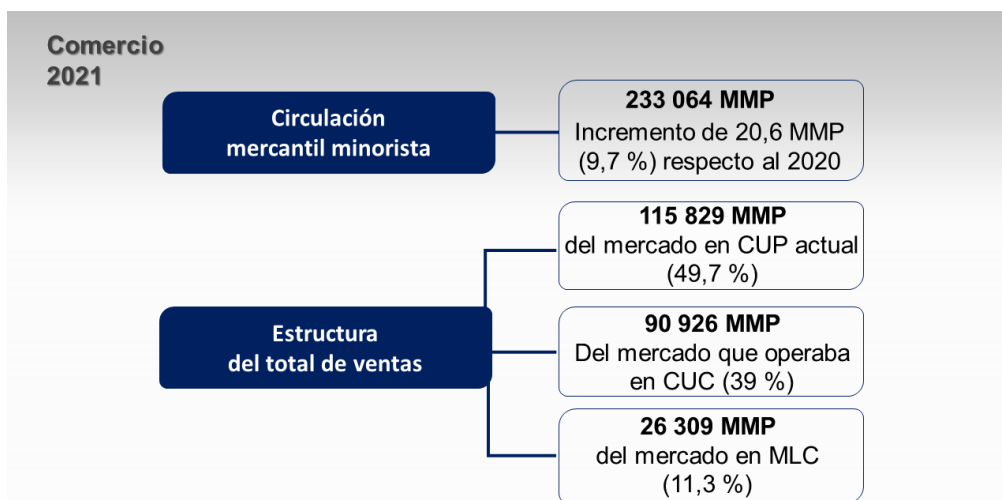 Comercio
2021
Circulación
mercantil minorista
233 064 MMP
Incremento de 20,6 MMP
(9,7 %) respecto al 2020
Estructura
del total de ventas
115 829 MMP
del mercado en CUP actual
(49,7 %)
90 926 MMP
Del mercado que operaba
en CUC (39 %)
26 309 MMP
del mercado en MLC
(11,3 %)